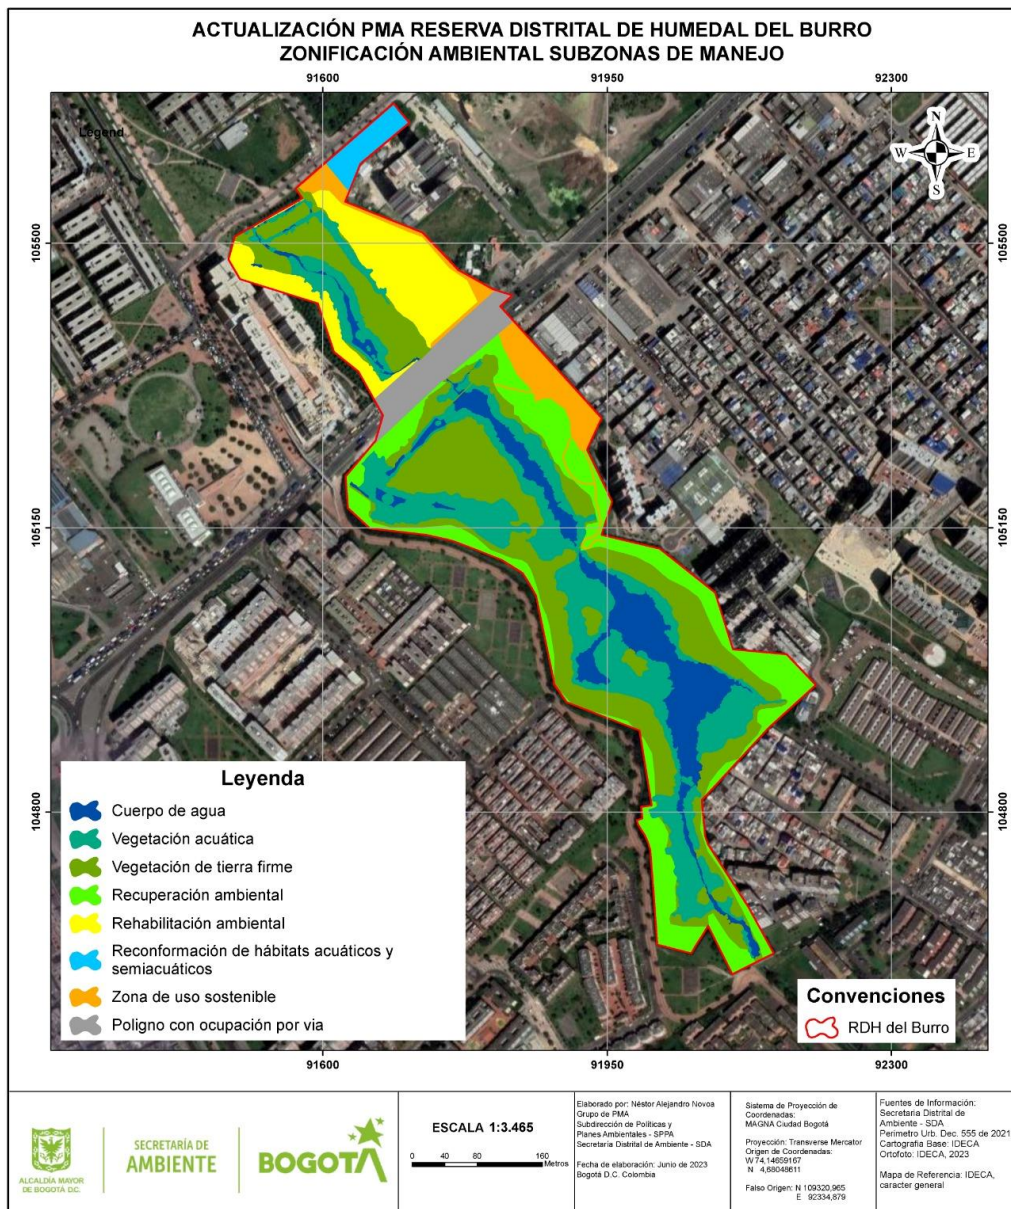 ACTUALIZACIÓN PMA RESERVA DISTRITAL DE HUMEDAL DEL BURRO
ZONIFICACIÓN AMBIENTAL SUBZONAS DE MANEJO
91600 91950 92300
Legend
N
W E
S
105500 105500
105150 105150
104800 104800
Leyenda
Cuerpo de agua
Vegetación acuática
Vegetación de tierra firme
Recuperación ambiental
Rehabilitación ambiental
Reconformación de hábitats acuáticos y
semiacuáticos
Zona de uso sostenible
Poligno con ocupación por via
Convenciones
RDH del Burro
91600 91950 92300
ALCALDÍA MAYOR
DE BOGOTÁ D.C.
SECRETARÍA DE
AMBIENTE
BOGOTÁ
ESCALA 1:3.465
0 40 80 160
Metros
Elaborado por: Néstor Alejandro Novoa
Grupo de PMA
Subdirección de Políticas y
Planes Ambientales - SPPA
Secretaria Distrital de Ambiente - SDA
Fecha de elaboración: Junio de 2023
Bogotá D.C. Colombia
Sistema de Proyección de
Coordenadas:
MAGNA Ciudad Bogotá
Proyección: Transverse Mercator
Origen de Coordenadas:
W 74,14659167
N 4,68048611
Falso Origen: N 109320,965
E 92334,879
Fuentes de Información:
Secretaria Distrital de
Ambiente - SDA
Perimetro Urb. Dec. 555 de 2021
Cartografia Base: IDECA
Ortofoto: IDECA, 2023
Mapa de Referencia: IDECA,
caracter general